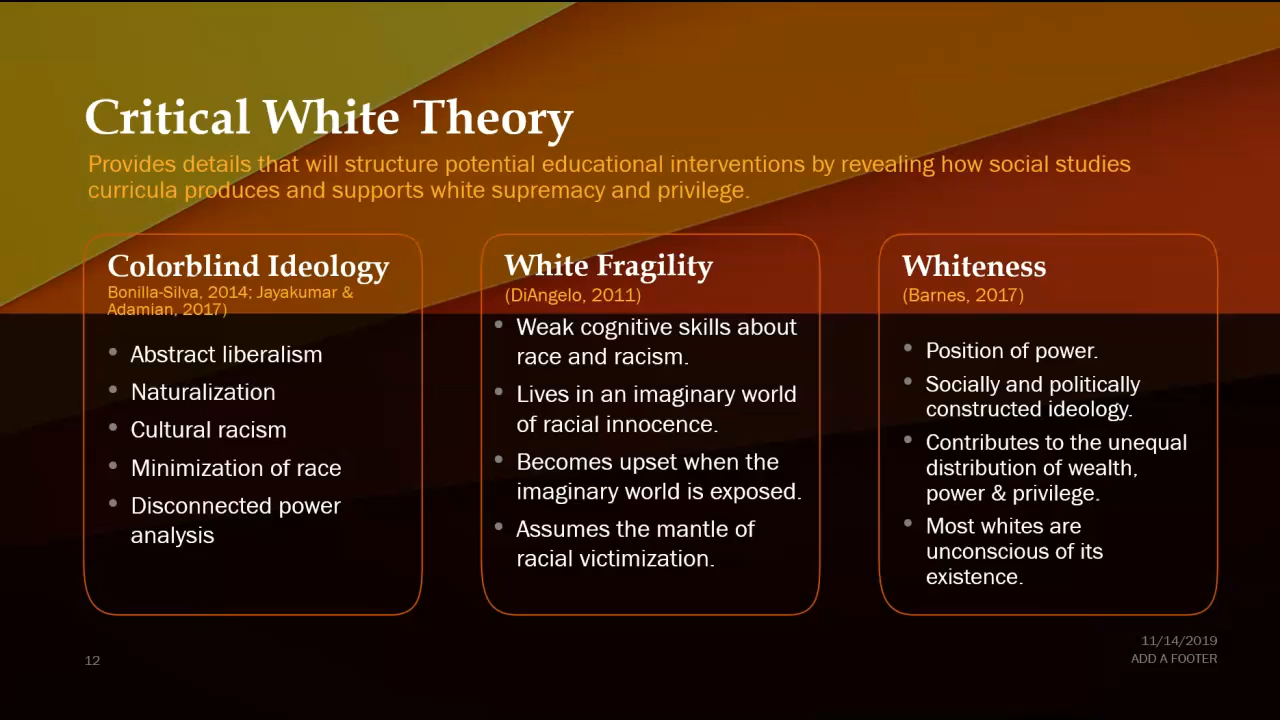 Critical White Theory
Provides details that will structure potential educational interventions by revealing how social studies
curricula produces and supports white supremacy and privilege.
Colorblind Ideology
Bonilla-Silva, 2014; Jayakumar &
Adamian, 2017)
• Abstract liberalism
• Naturalization
• Cultural racism
• Minimization of race
• Disconnected power
analysis
White Fragility
(DiAngelo, 2011)
• Weak cognitive skills about
race and racism.
• Lives in an imaginary world
of racial innocence.
• Becomes upset when the
imaginary world is exposed.
• Assumes the mantle of
racial victimization.
Whiteness
(Barnes, 2017)
• Position of power.
• Socially and politically
constructed ideology.
• Contributes to the unequal
distribution of wealth,
power & privilege.
• Most whites are
unconscious of its
existence.
11/14/2019
12
ADD A FOOTER